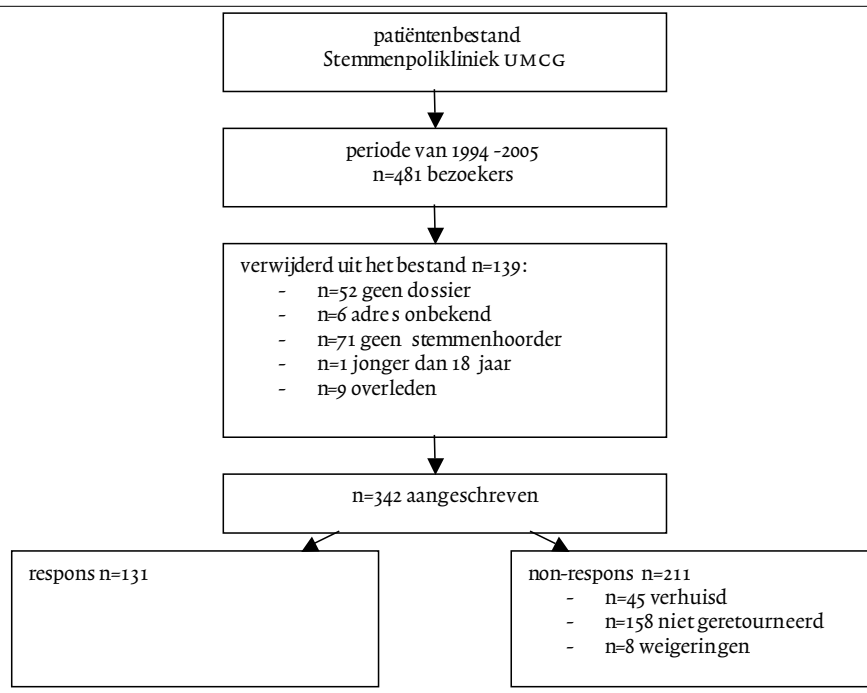 patiëntenbestand
Stemmenpolikliniek UMCG
periode van 1994 -2005
n=481 bezoekers
verwijderd uit het bestand n=139:
- n=52 geen dossier
- n=6 adres onbekend
- n=71 geen stemmenhoorder
- n=1 jonger dan 18 jaar
- n=9 overleden
n=342 aangeschreven
respons n=131
non-respons n=211
- n=45 verhuisd
- n=158 niet geretourneerd
- n=8 weigeringen